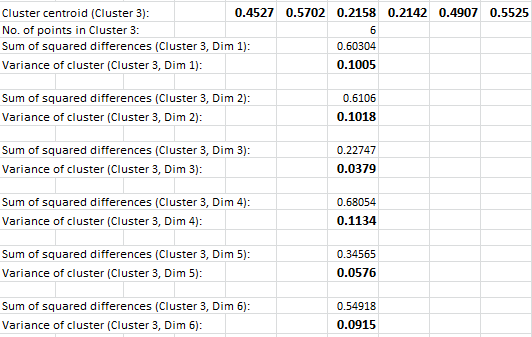 Cluster centroid (Cluster 3): 0.4527 0.5702 0.2158 0.2142 0.4907 0.5525
No. of points in Cluster 3: 6
Sum of squared differences (Cluster 3, Dim 1): 0.60304
Variance of cluster (Cluster 3, Dim 1): 0.1005
Sum of squared differences (Cluster 3, Dim 2): 0.6106
Variance of cluster (Cluster 3, Dim 2): 0.1018
Sum of squared differences (Cluster 3, Dim 3): 0.22747
Variance of cluster (Cluster 3, Dim 3): 0.0379
Sum of squared differences (Cluster 3, Dim 4): 0.68054
Variance of cluster (Cluster 3, Dim 4): 0.1134
Sum of squared differences (Cluster 3, Dim 5): 0.34565
Variance of cluster (Cluster 3, Dim 5): 0.0576
Sum of squared differences (Cluster 3, Dim 6): 0.54918
Variance of cluster (Cluster 3, Dim 6): 0.0915